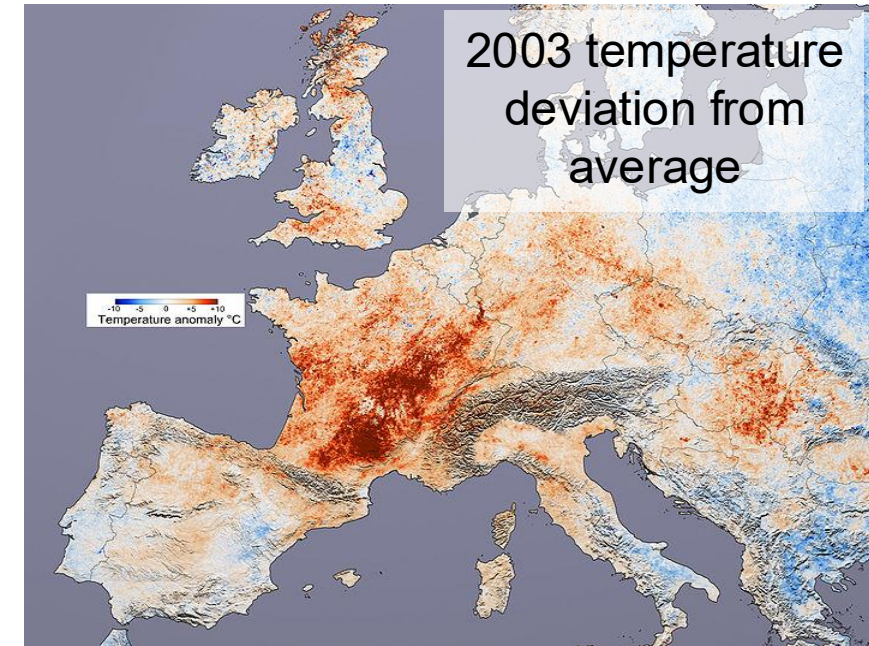 2003 temperature
deviation from
average
-10 -5 0 +5 +10
Temperature anomaly °C